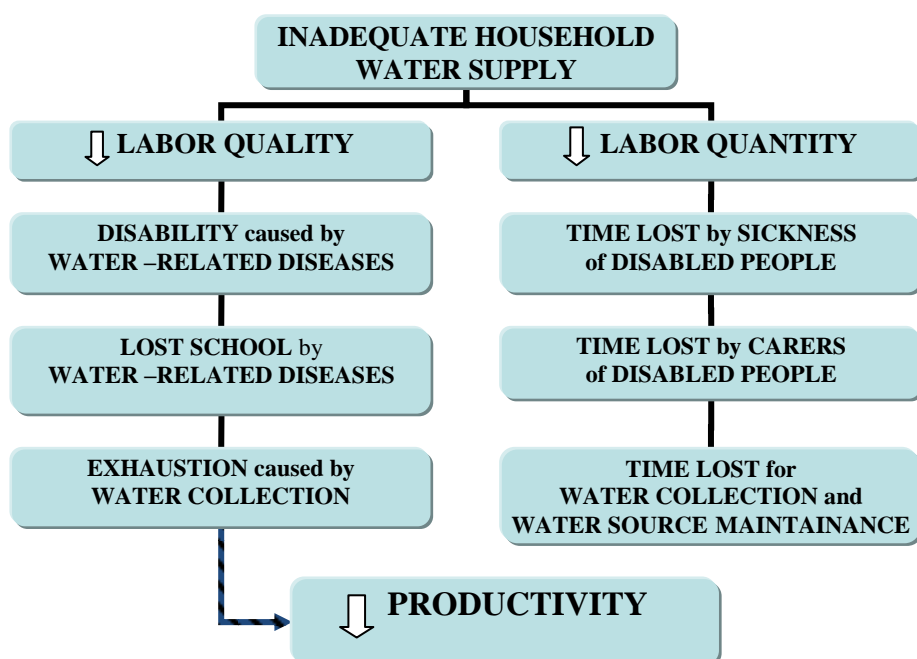 INADEQUATE HOUSEHOLD
WATER SUPPLY
LABOR QUALITY
DISABILITY caused by
WATER –RELATED DISEASES
LOST SCHOOL by
WATER –RELATED DISEASES
EXHAUSTION caused by
WATER COLLECTION
LABOR QUANTITY
TIME LOST by SICKNESS
of DISABLED PEOPLE
TIME LOST by CARERS
of DISABLED PEOPLE
TIME LOST for
WATER COLLECTION and
WATER SOURCE MAINTAINANCE
PRODUCTIVITY